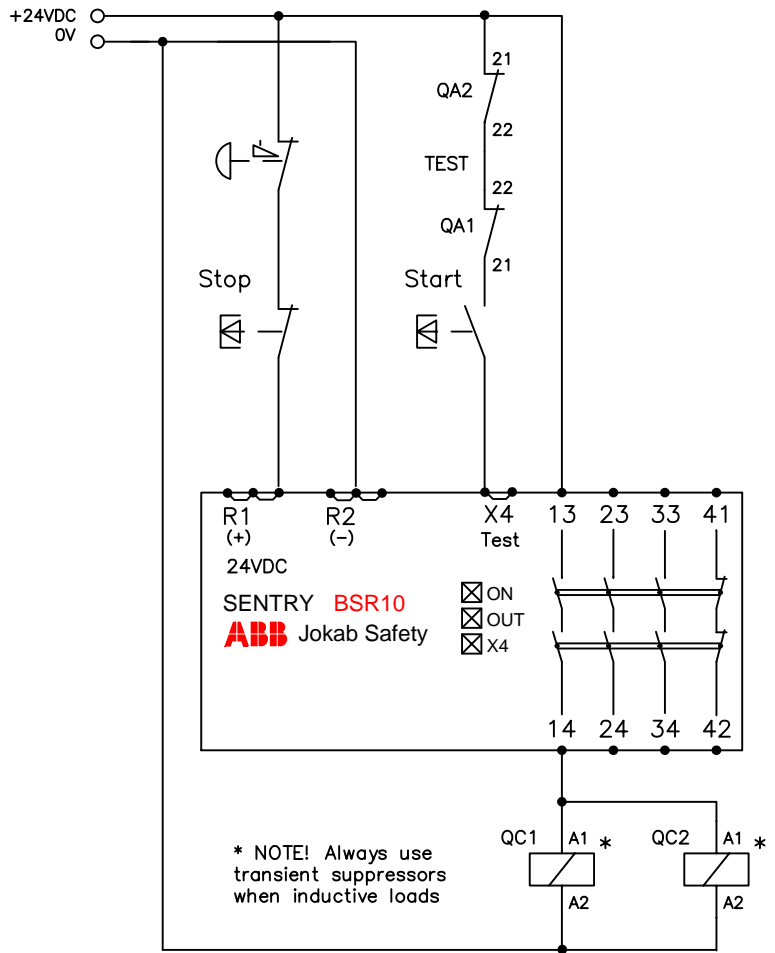 +24VDC
0V
21
QA2
22
TEST
22
QA1
21
Stop
Start
R1
(+)
R2
(-)
X4
Test
13
23
33
41
24VDC
SENTRY BSR10
ABB Jokab Safety
ON
OUT
X4
14
24
34
42
* NOTE! Always use
transient suppressors
when inductive loads
QC1
A1 *
A2
QC2
A1 *
A2